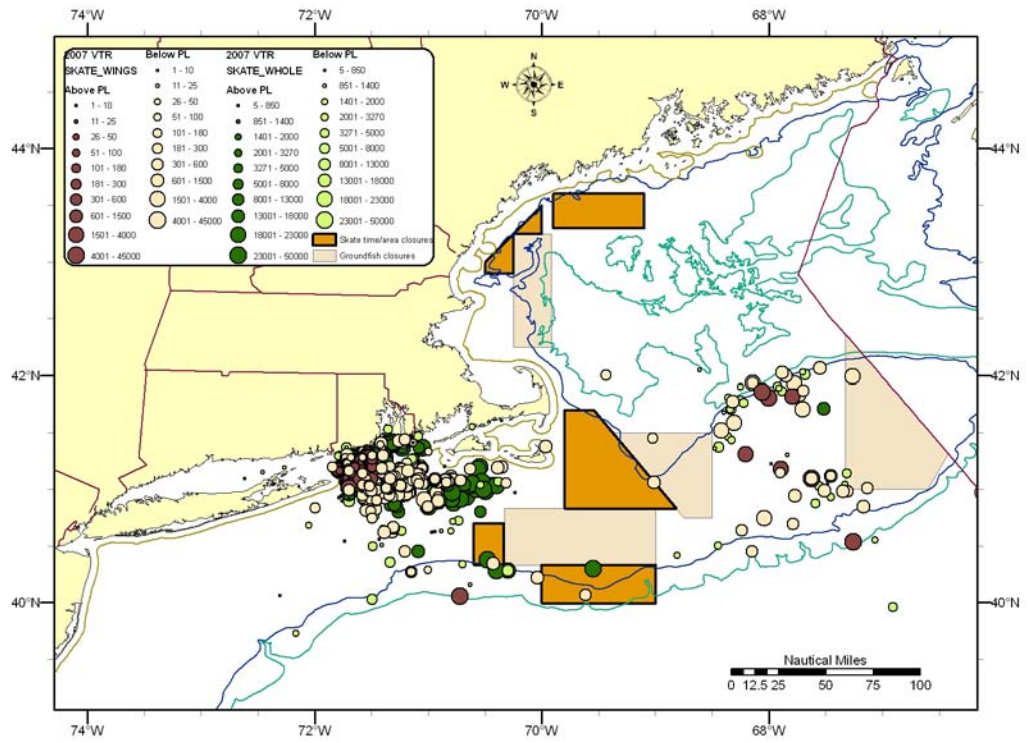 74°W 72°W 70°W 68°W
2007 VTR
SKATE_WINGS
Above PL
1 - 10
11 - 25
26 - 50
51 - 100
101 - 180
181 - 300
301 - 600
601 - 1500
1501 - 4000
4001 - 45000
Below PL
1 - 10
11 - 25
26 - 50
51 - 100
101 - 180
181 - 300
301 - 600
601 - 1500
1501 - 4000
4001 - 45000
2007 VTR
SKATE_WHOLE
Above PL
5 - 850
851 - 1400
1401 - 2000
2001 - 3270
3271 - 5000
5001 - 8000
8001 - 13000
13001 - 18000
18001 - 23000
23001 - 50000
Below PL
5 - 850
851 - 1400
1401 - 2000
2001 - 3270
3271 - 5000
5001 - 8000
8001 - 13000
13001 - 18000
18001 - 23000
23001 - 50000
Skate time/area closures
Groundfish closures
N
W E
S
44°N 44°N
42°N 42°N
40°N 40°N
Nautical Miles
0 12.5 25 50 75 100
74°W 72°W 70°W 68°W